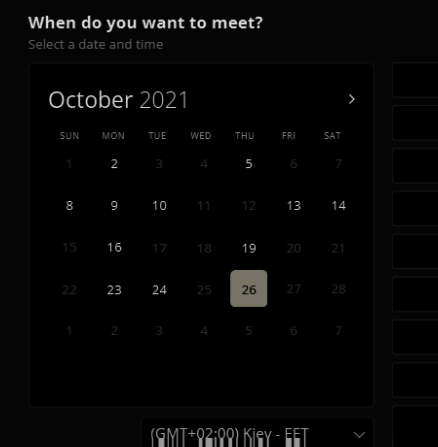 When do you want to meet?
Select a date and time
October 2021
SUN MON TUE WED THU FRI SAT
1 2 3 4 5 6 7
8 9 10 11 12 13 14
15 16 17 18 19 20 21
22 23 24 25 26 27 28
1 2 3 4 5 6 7
(GMT+02:00) Kiev - EET